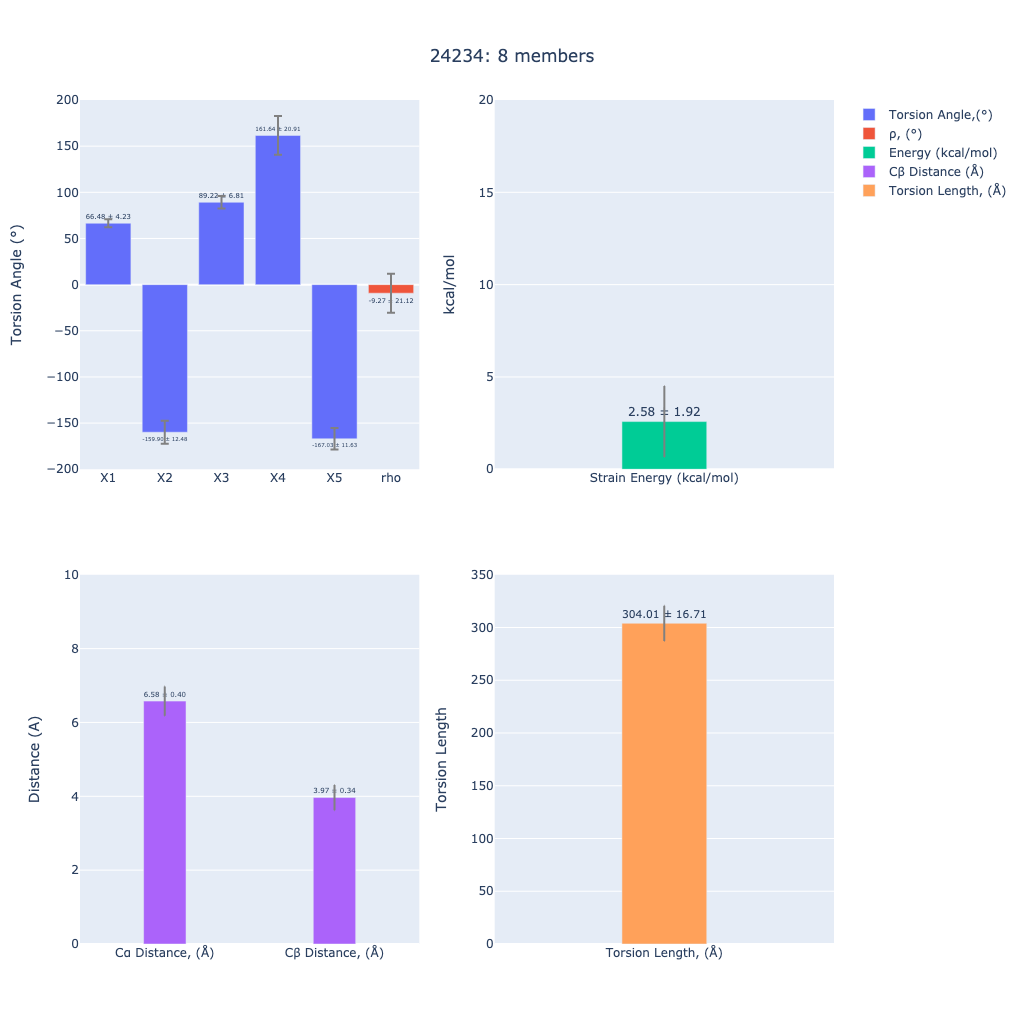 24234: 8 members
Torsion Angle (°)
200
150
100
50
0
−50
−100
−150
−200
66.48 ± 4.23
-159.90 ± 12.48
89.22 ± 6.81
161.64 ± 20.91
-167.03 ± 11.63
-9.27 ± 21.12
X1 X2 X3 X4 X5 rho
kcal/mol
20
15
10
5
0
2.58 ± 1.92
Strain Energy (kcal/mol)
Torsion Angle,(°)
ρ, (°)
Energy (kcal/mol)
Cβ Distance (Å)
Torsion Length, (Å)
Distance (A)
10
8
6
4
2
0
6.58 ± 0.40
3.97 ± 0.34
Cα Distance, (Å) Cβ Distance, (Å)
Torsion Length
350
300
250
200
150
100
50
0
304.01 ± 16.71
Torsion Length, (Å)